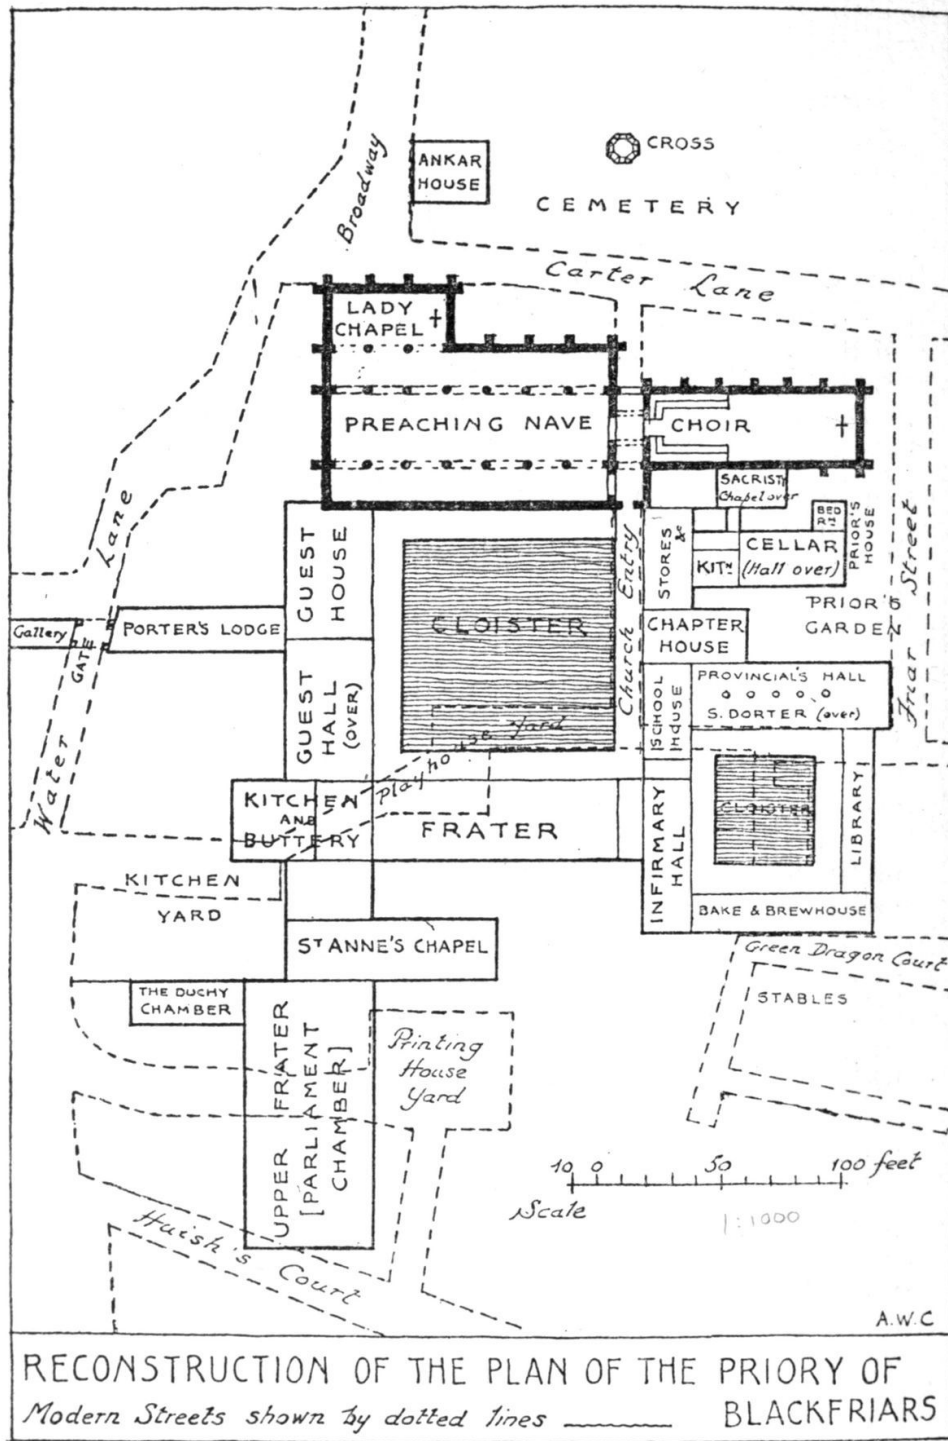 CROSS
ANKAR
HOUSE
CEMETERY
Broadway
Carter Lane
LADY
CHAPEL
PREACHING NAVE
CHOIR
SACRISTY
Chapel over
BED
RM
PRIOR'S
HOUSE
GUEST
HOUSE
STORES &c
KITN
CELLAR
(Hall over)
Church Entry
Friar Street
Water Lane
Gallery
GATE
PORTER'S LODGE
CLOISTER
PRIOR'S
GARDEN
CHAPTER
HOUSE
GUEST
HALL
(OVER)
SCHOOL
HOUSE
PROVINCIAL'S HALL
S. DORTER (over)
Playhouse Yard
KITCHEN
AND
BUTTERY
FRATER
INFIRMARY
HALL
CLOISTER
LIBRARY
KITCHEN
YARD
BAKE & BREWHOUSE
ST ANNE'S CHAPEL
Green Dragon Court
THE DUCHY
CHAMBER
STABLES
UPPER FRATER
[PARLIAMENT
CHAMBER]
Printing
House
Yard
10 0 50 100 feet
Scale
1:1000
Huish's Court
A.W.C
RECONSTRUCTION OF THE PLAN OF THE PRIORY OF
Modern Streets shown by dotted lines BLACKFRIARS